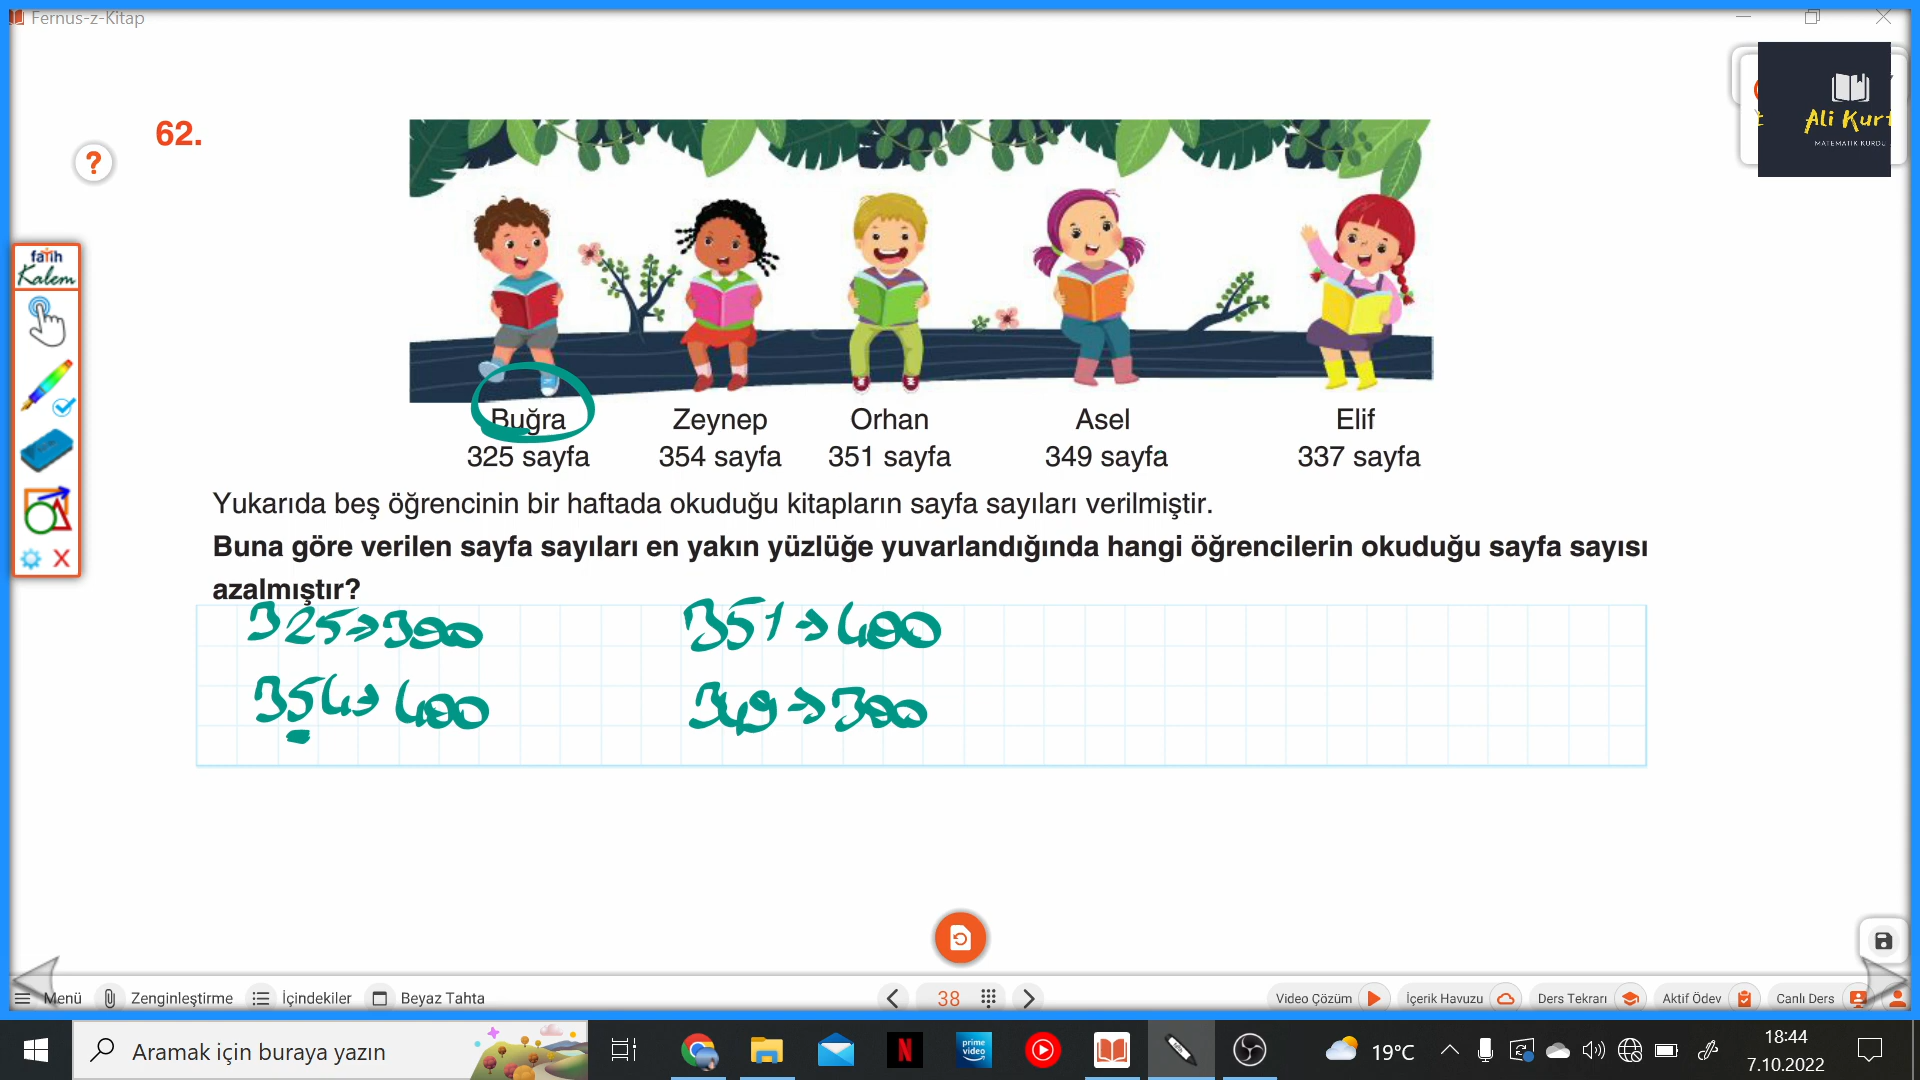 Fernus-z-Kitap
Ali Kurt
MATEMATİK KURDU
62.
?
fatih
Kalem
Buğra Zeynep Orhan Asel Elif
325 sayfa 354 sayfa 351 sayfa 349 sayfa 337 sayfa
Yukarıda beş öğrencinin bir haftada okuduğu kitapların sayfa sayıları verilmiştir.
Buna göre verilen sayfa sayıları en yakın yüzlüğe yuvarlandığında hangi öğrencilerin okuduğu sayfa sayısı
azalmıştır?
325→300 351→400
354→400 349→300
Menü Zenginleştirme İçindekiler Beyaz Tahta 38 Video Çözüm İçerik Havuzu Ders Tekrarı Aktif Ödev Canlı Ders
Aramak için buraya yazın N prime video 19°C 18:44
7.10.2022